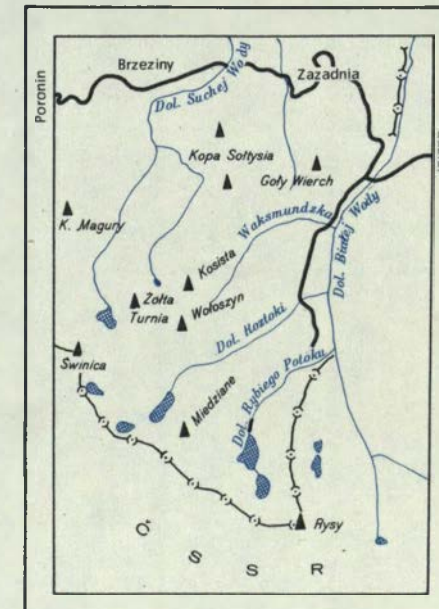 Poronin
Brzeziny
Zazadnia
Dol. Suchej Wody
Kopa Sołtysia
Goły Wierch
K. Magury
Waksmundzka
Dol. Białej Wody
Kosista
Żołta
Turnia
Wołoszyn
Dol. Roztoki
Świnica
Miedziane
Dol. Rybiego Potoku
Rysy
Č S S R